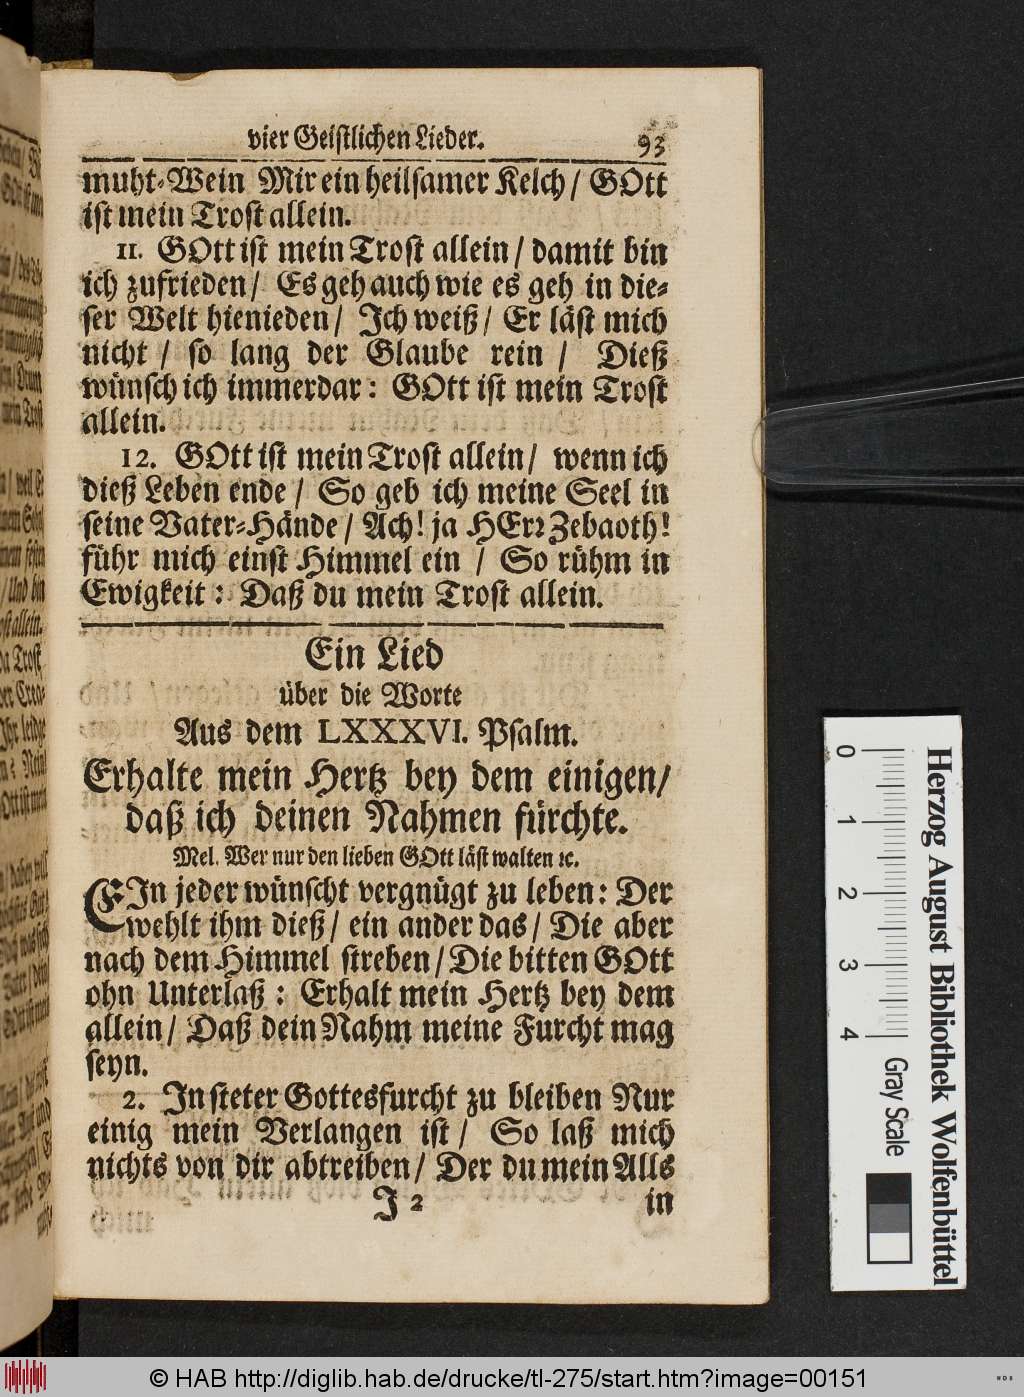 vier Geistlichen Lieder. 93
muht-Wein Mir ein heilsamer Kelch / GOtt
ist mein Trost allein.
11. GOtt ist mein Trost allein / damit bin
ich zufrieden / Es geh auch wie es geh in die-
ser Welt hienieden / Ich weiß / Er läst mich
nicht / so lang der Glaube rein / Dieß
wünsch ich immerdar: GOtt ist mein Trost
allein.
12. GOtt ist mein Trost allein / wenn ich
dieß Leben ende / So geb ich meine Seel in
seine Vater-Hände / Ach! ja HErr Zebaoth!
führ mich einst Himmel ein / So rühm in
Ewigkeit: Daß du mein Trost allein.
Ein Lied
über die Worte
Aus dem LXXXVI. Psalm.
Erhalte mein Hertz bey dem einigen /
daß ich deinen Nahmen fürchte.
Mel. Wer nur den lieben GOtt läst walten ꝛc.
EIn jeder wünscht vergnügt zu leben: Der
wehlt ihm dieß / ein ander das / Die aber
nach dem Himmel streben / Die bitten GOtt
ohn Unterlaß: Erhalt mein Hertz bey dem
allein / Daß dein Nahm meine Furcht mag
seyn.
2. In steter Gottesfurcht zu bleiben Nur
einig mein Verlangen ist / So laß mich
nichts von dir abtreiben / Der du mein Alls
J 2 in
0 1 2 3 4
Gray Scale
Herzog August Bibliothek Wolfenbüttel
© HAB http://diglib.hab.de/drucke/tl-275/start.htm?image=00151